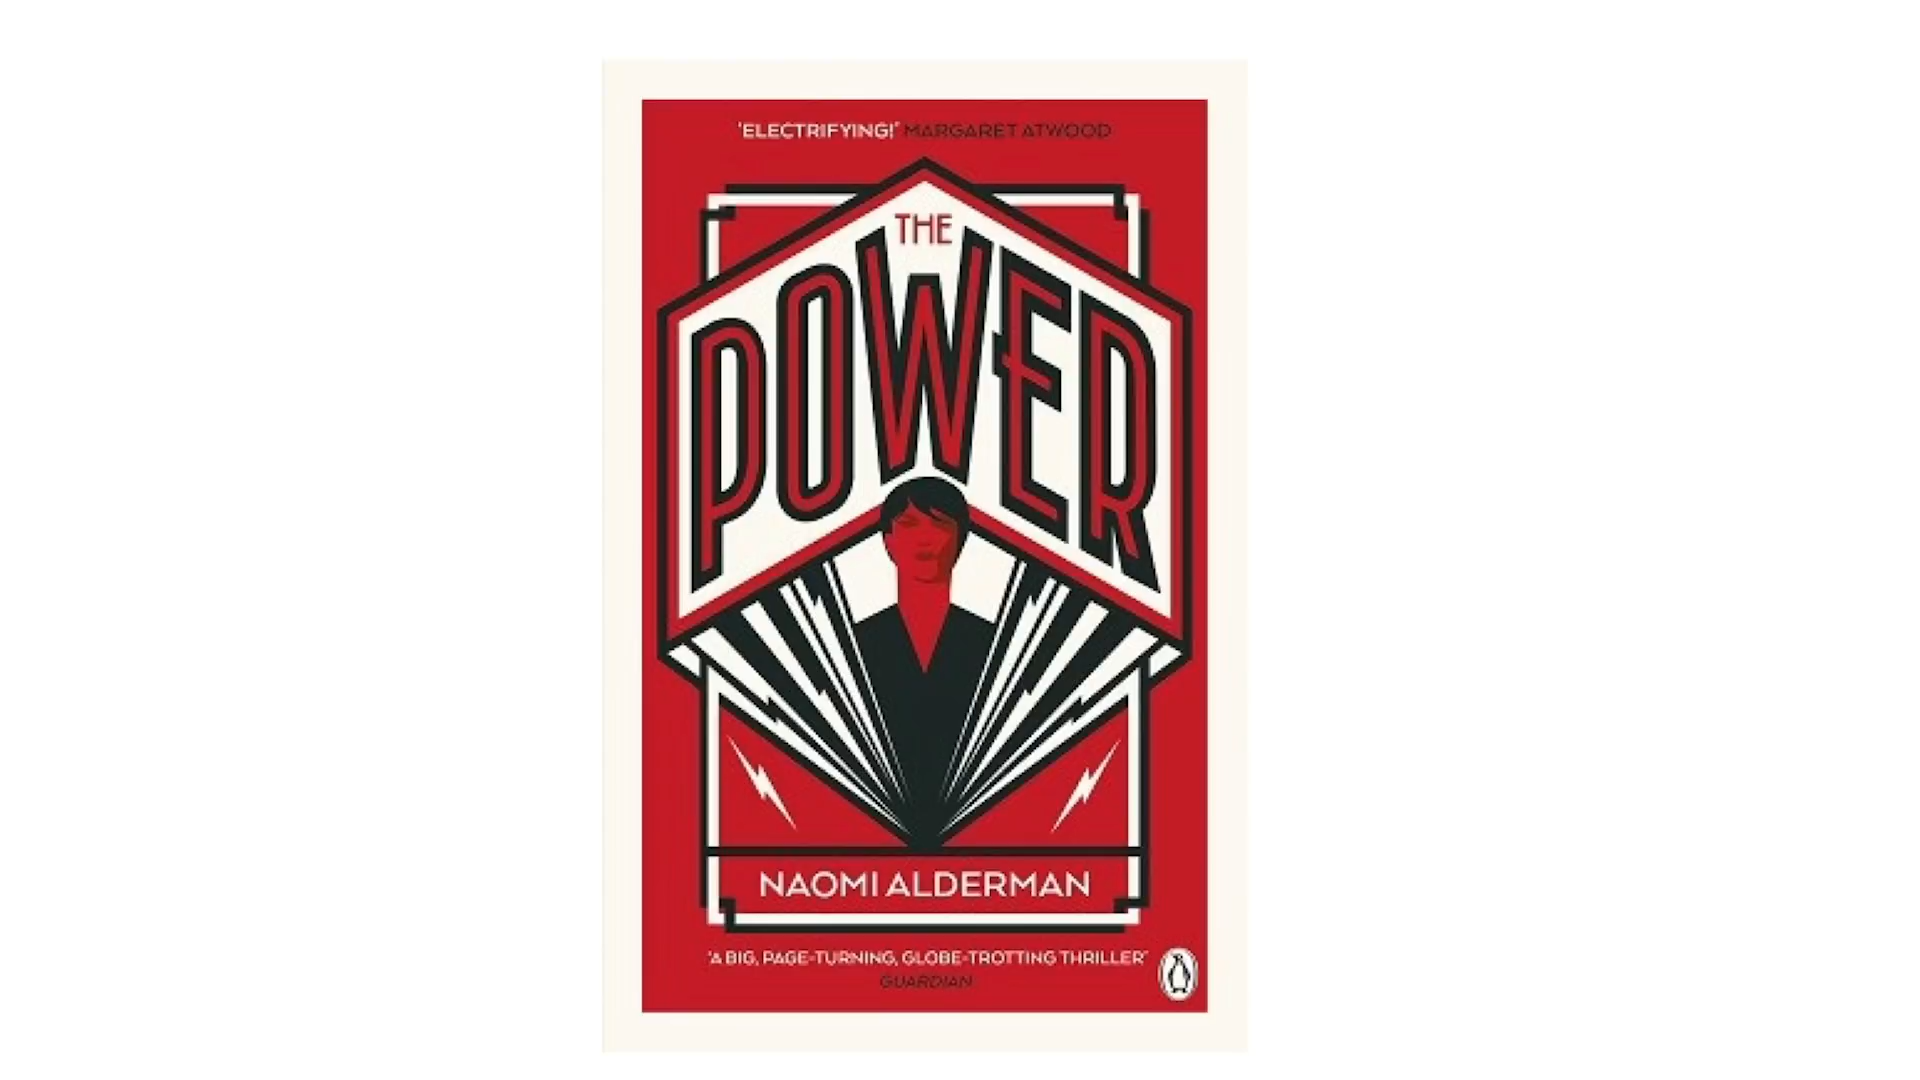 'ELECTRIFYING!' MARGARET ATWOOD
THE
POWER
NAOMI ALDERMAN
'A BIG, PAGE-TURNING, GLOBE-TROTTING THRILLER'
GUARDIAN